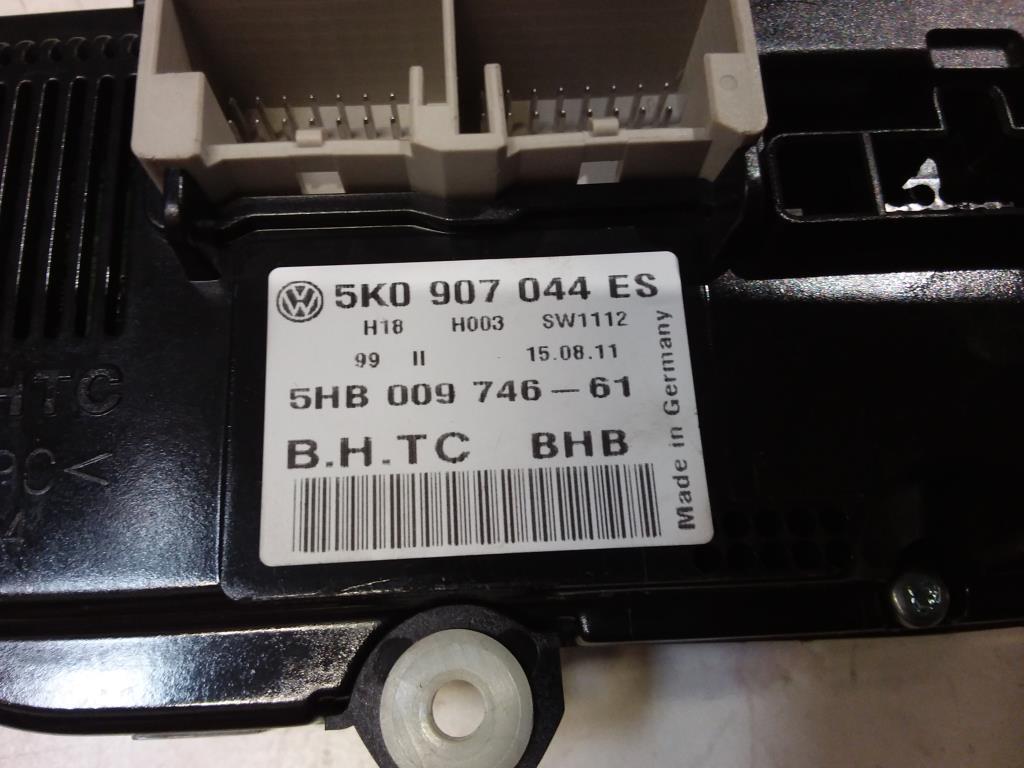 5K0 907 044 ES
H18 H003 SW1112
99 II 15.08.11
5HB 009 746-61
B.H.TC BHB
Made in Germany
HTC